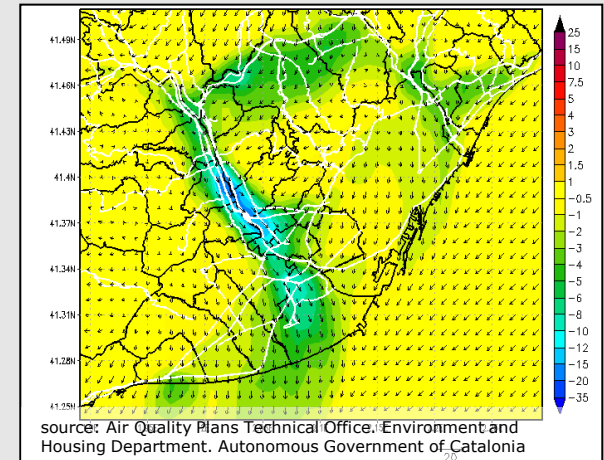 41.49N
41.46N
41.43N
41.4N
41.37N
41.34N
41.31N
41.28N
41.25N
25
15
10
7.5
5
4
3
2
1.5
1
-0.5
-1
-2
-3
-4
-5
-6
-8
-10
-12
-15
-20
-35
source: Air Quality Plans Technical Office. Environment and
Housing Department. Autonomous Government of Catalonia
20